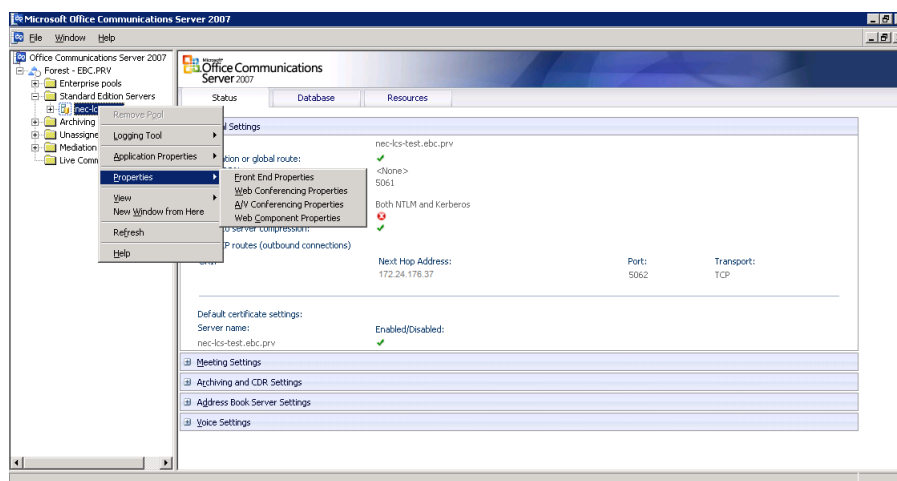 Microsoft Office Communications Server 2007
File Window Help
Office Communications Server 2007
Forest - EBC.PRV
Enterprise pools
Standard Edition Servers
nec-lc
Archiving
Unassigne
Mediation
Live Comm
Remove Pool
Logging Tool
Application Properties
Properties
View
New Window from Here
Refresh
Help
Front End Properties
Web Conferencing Properties
A/V Conferencing Properties
Web Component Properties
Microsoft
Office Communications
Server 2007
Status Database Resources
l Settings
nec-lcs-test.ebc.prv
tion or global route:
<None>
5061
Both NTLM and Kerberos
to server compression:
P routes (outbound connections)
Next Hop Address: Port: Transport:
172.24.176.37 5062 TCP
Default certificate settings:
Server name: Enabled/Disabled:
nec-lcs-test.ebc.prv
Meeting Settings
Archiving and CDR Settings
Address Book Server Settings
Voice Settings